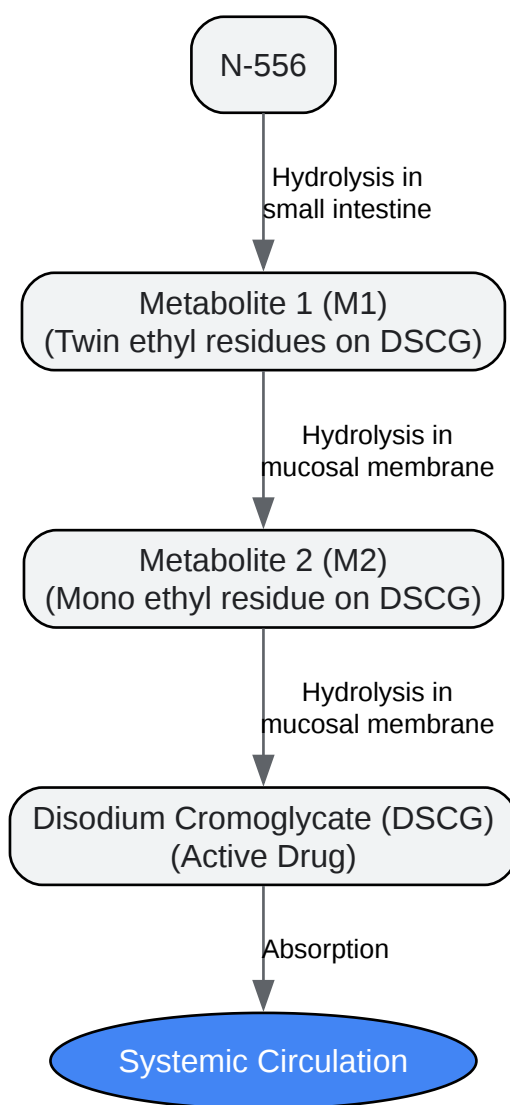 N-556
Hydrolysis in
small intestine
Metabolite 1 (M1)
(Twin ethyl residues on DSCG)
Hydrolysis in
mucosal membrane
Metabolite 2 (M2)
(Mono ethyl residue on DSCG)
Hydrolysis in
mucosal membrane
Disodium Cromoglycate (DSCG)
(Active Drug)
Absorption
Systemic Circulation